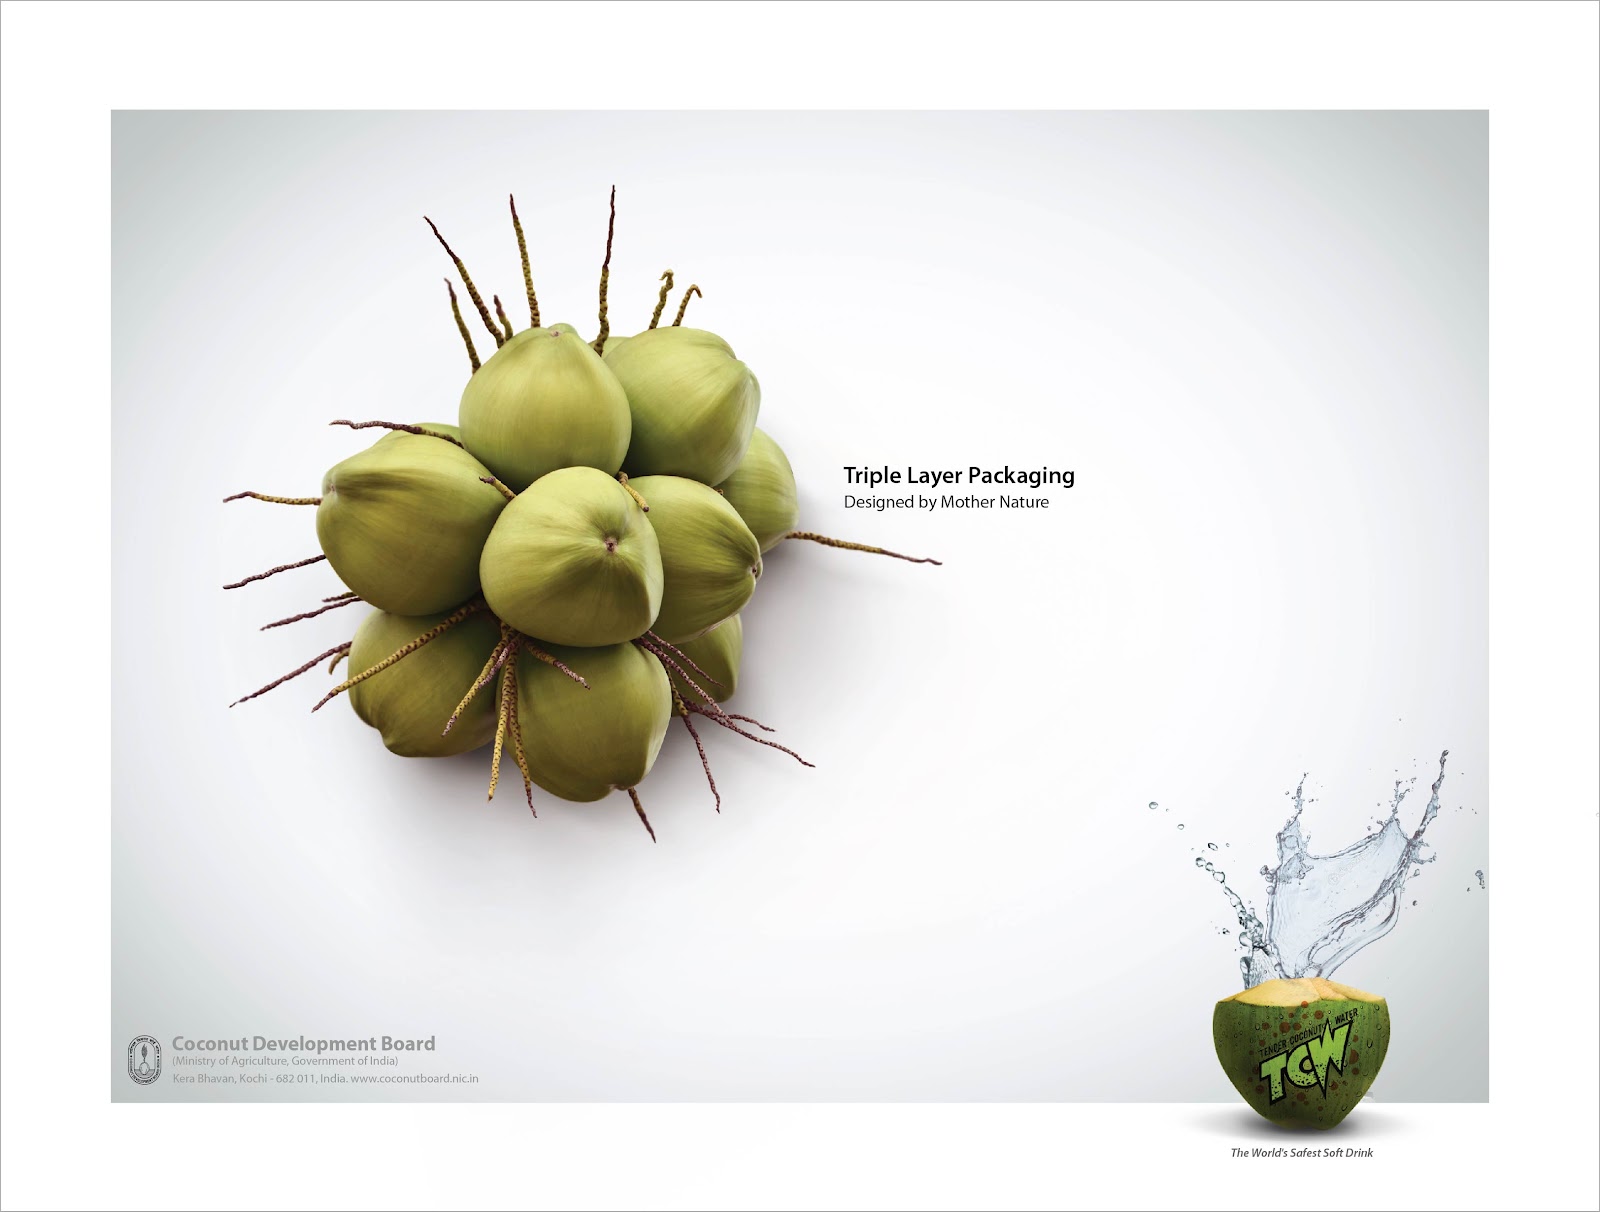 Triple Layer Packaging
Designed by Mother Nature
Coconut Development Board
(Ministry of Agriculture, Government of India)
Kera Bhavan, Kochi - 682 011, India. www.coconutboard.nic.in
TENDER COCONUT WATER
TCW
The World's Safest Soft Drink